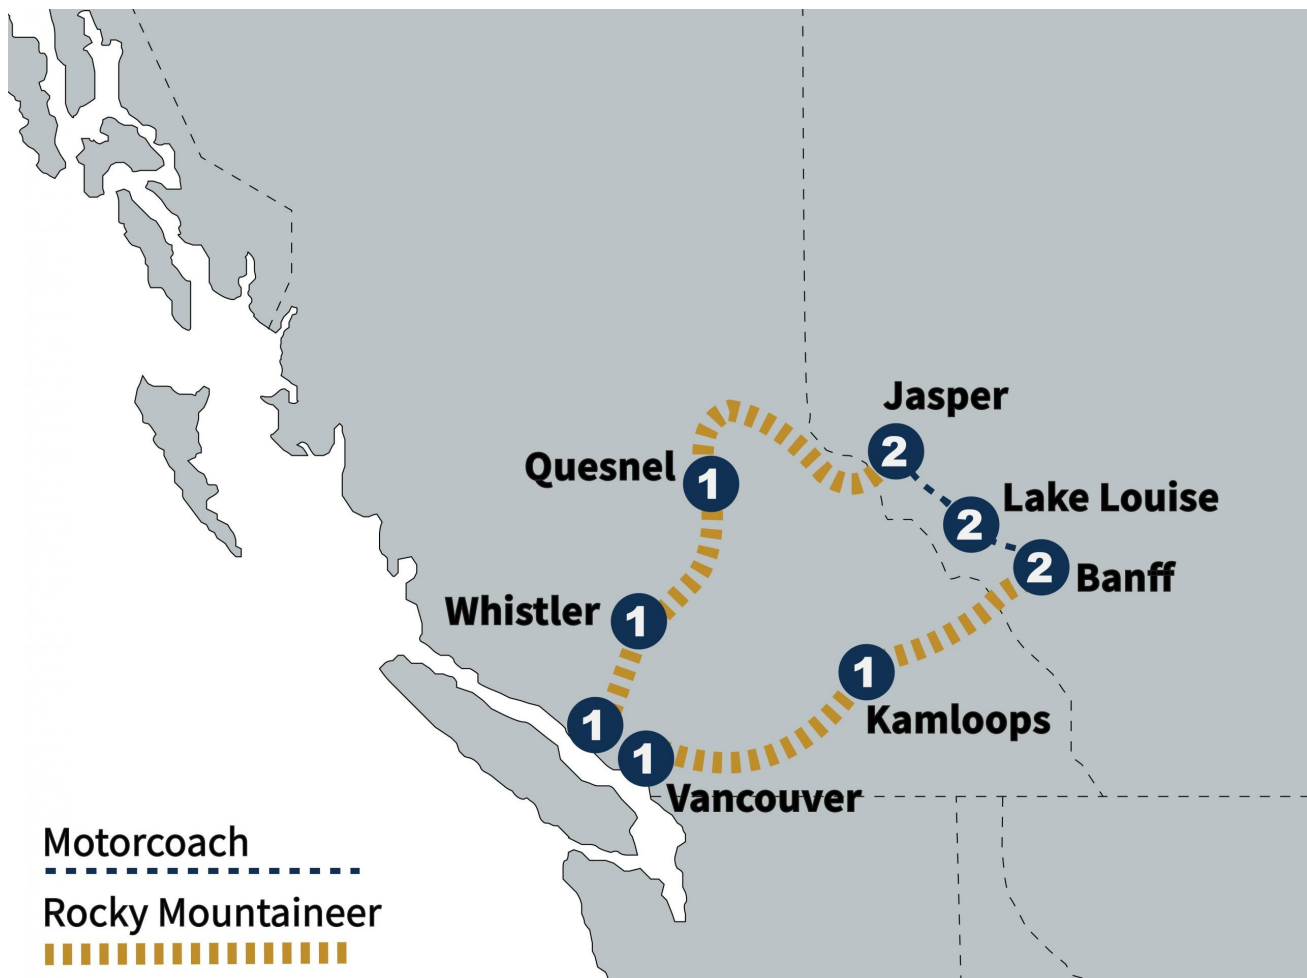 Jasper
2
Quesnel
1
Lake Louise
2
2
Banff
Whistler
1
1
Kamloops
1
1
Vancouver
Motorcoach
Rocky Mountaineer